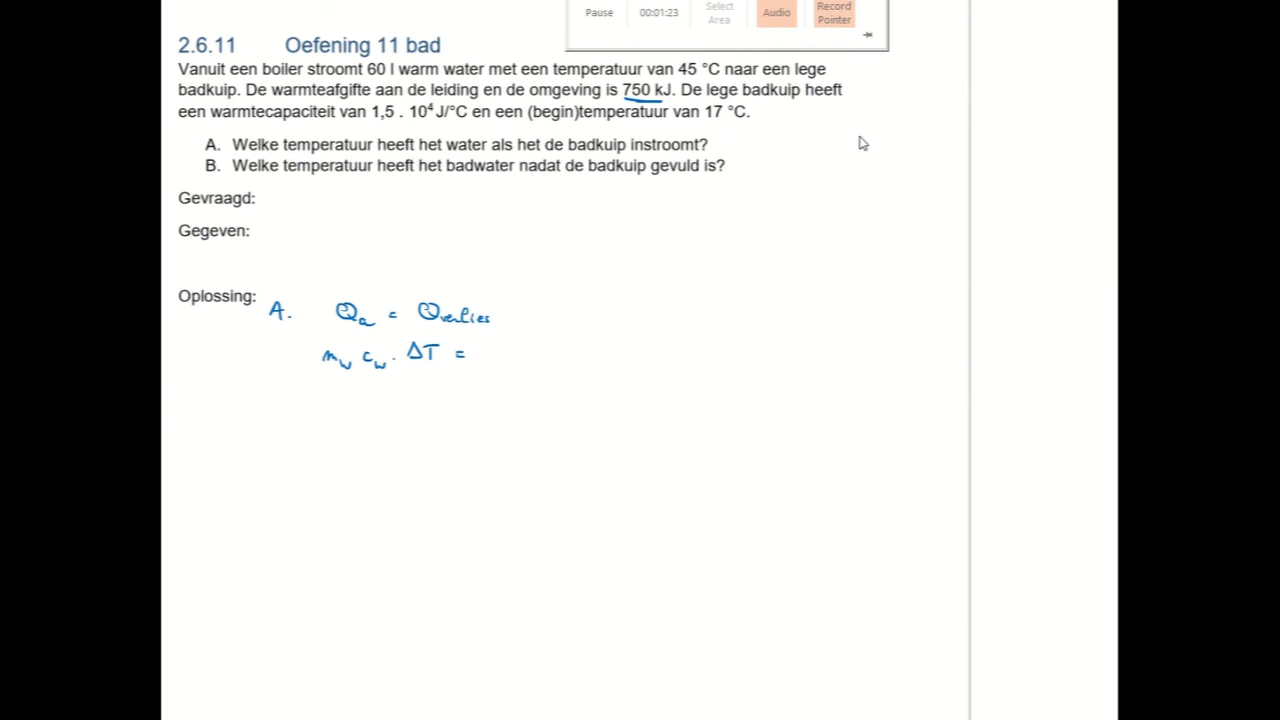 Pause 00:01:23 Select Area Audio Record Pointer
2.6.11 Oefening 11 bad
Vanuit een boiler stroomt 60 l warm water met een temperatuur van 45 °C naar een lege
badkuip. De warmteafgifte aan de leiding en de omgeving is 750 kJ. De lege badkuip heeft
een warmtecapaciteit van 1,5 . 10⁴ J/°C en een (begin)temperatuur van 17 °C.
A. Welke temperatuur heeft het water als het de badkuip instroomt?
B. Welke temperatuur heeft het badwater nadat de badkuip gevuld is?
Gevraagd:
Gegeven:
Oplossing: A. Qa = Qverlies
mw cw . ΔT =